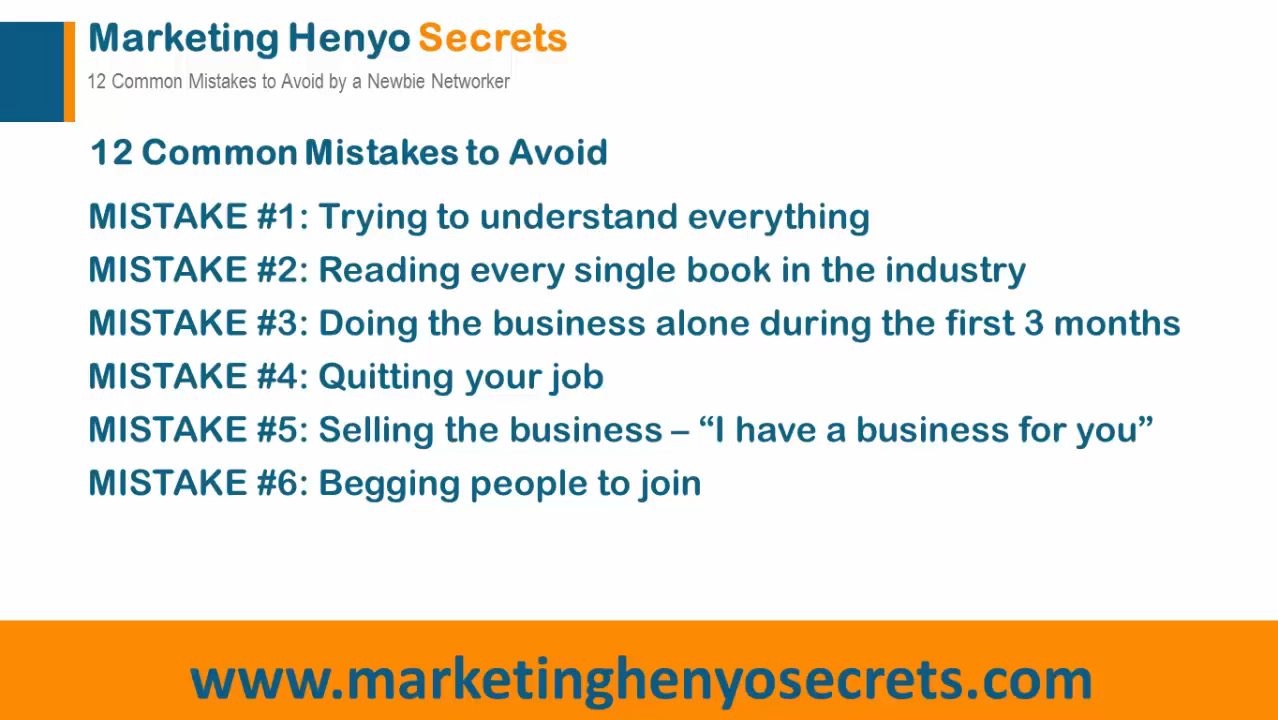 Marketing Henyo Secrets
12 Common Mistakes to Avoid by a Newbie Networker
12 Common Mistakes to Avoid
MISTAKE #1: Trying to understand everything
MISTAKE #2: Reading every single book in the industry
MISTAKE #3: Doing the business alone during the first 3 months
MISTAKE #4: Quitting your job
MISTAKE #5: Selling the business – “I have a business for you”
MISTAKE #6: Begging people to join
www.marketinghenyosecrets.com